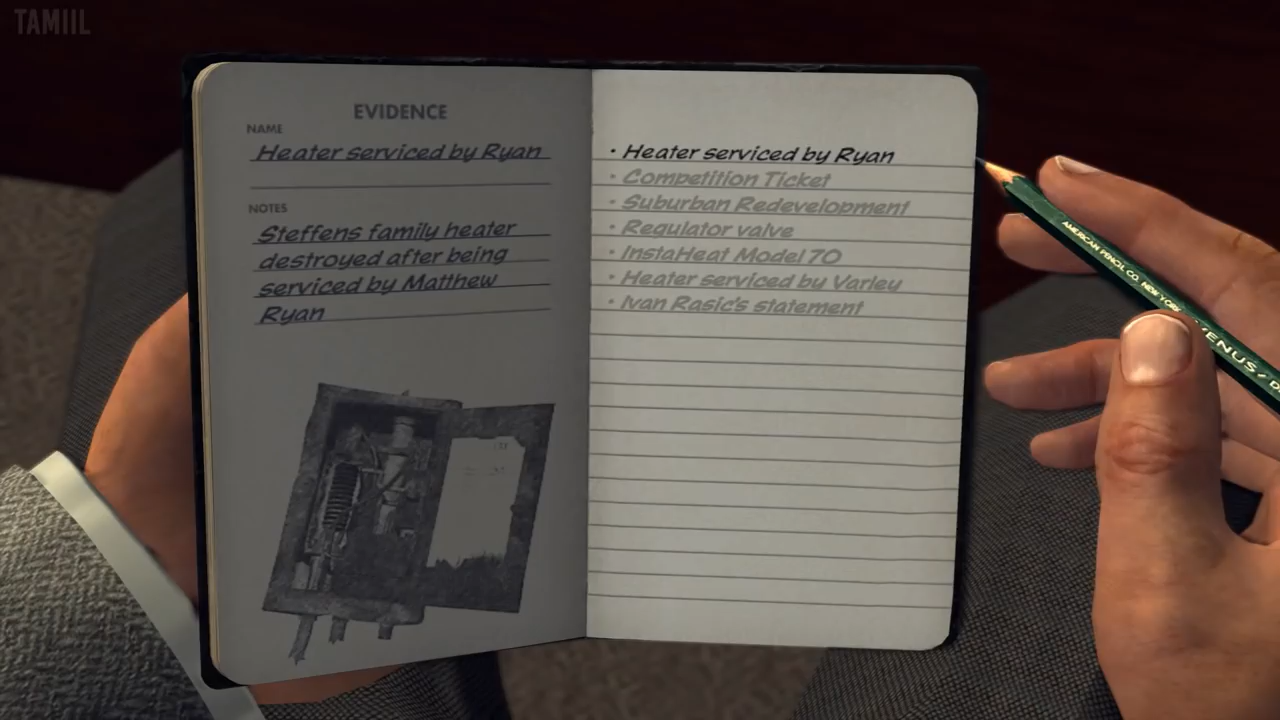 TAMIIL
EVIDENCE
NAME
Heater serviced by Ryan
NOTES
Steffens family heater
destroyed after being
serviced by Matthew
Ryan
• Heater serviced by Ryan
• Competition Ticket
• Suburban Redevelopment
• Regulator valve
• InstaHeat Model 70
• Heater serviced by Varley
• Ivan Rasic's statement
AMERICAN PENCIL CO. NEW YORK
VENUS